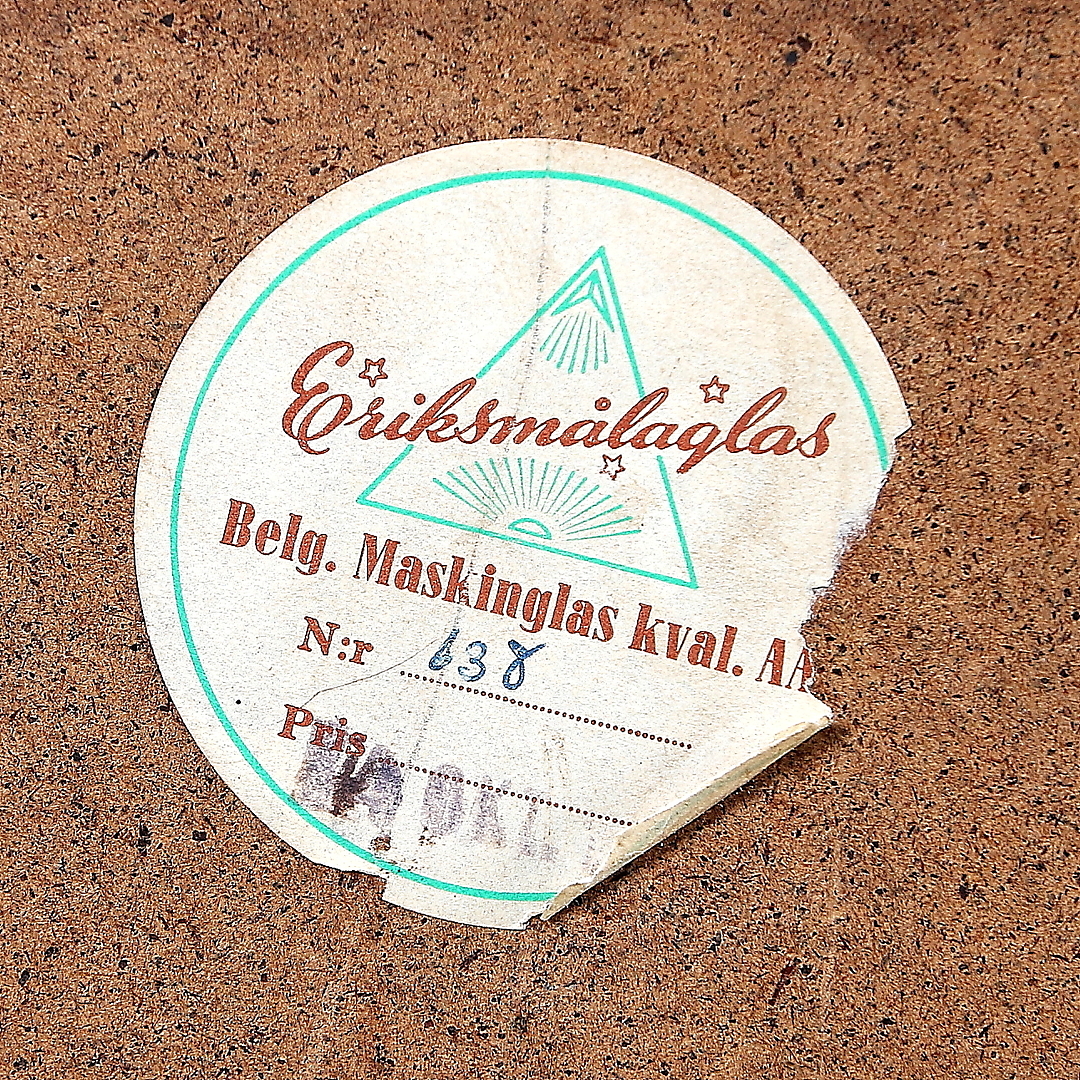 Eriksmålaglas
Belg. Maskinglas kval. AA
N:r 638
Pris